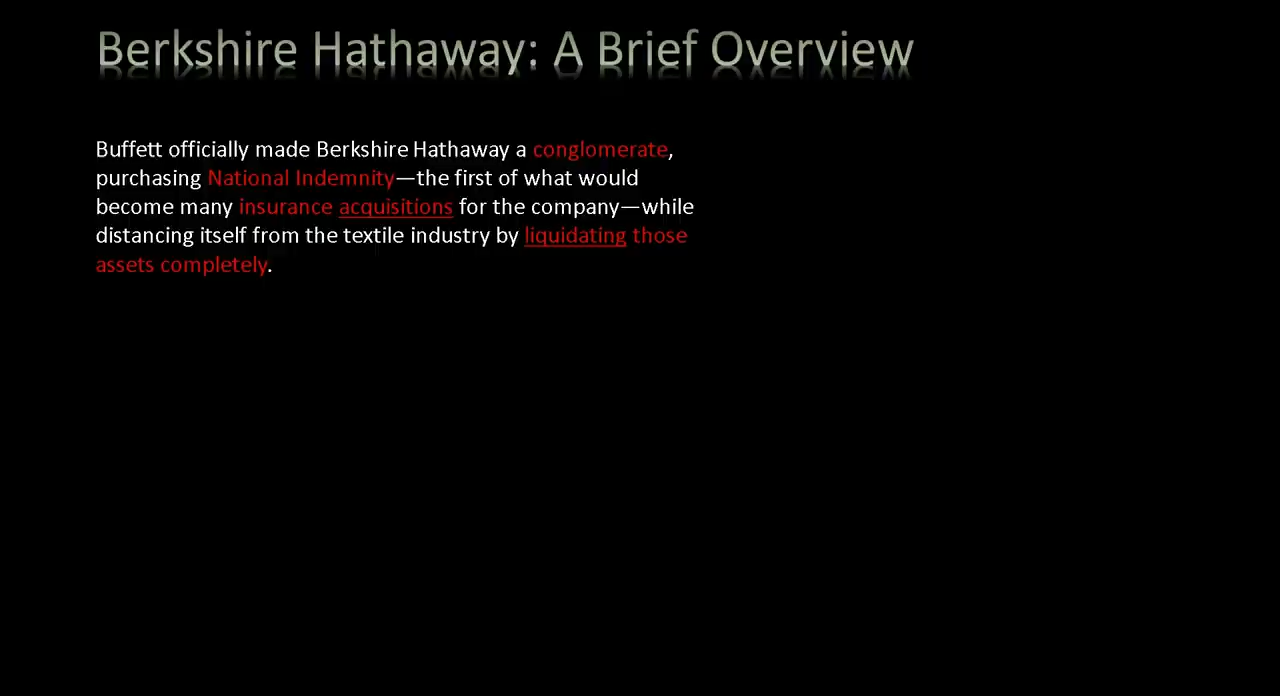 Berkshire Hathaway: A Brief Overview
Buffett officially made Berkshire Hathaway a conglomerate,
purchasing National Indemnity—the first of what would
become many insurance acquisitions for the company—while
distancing itself from the textile industry by liquidating those
assets completely.